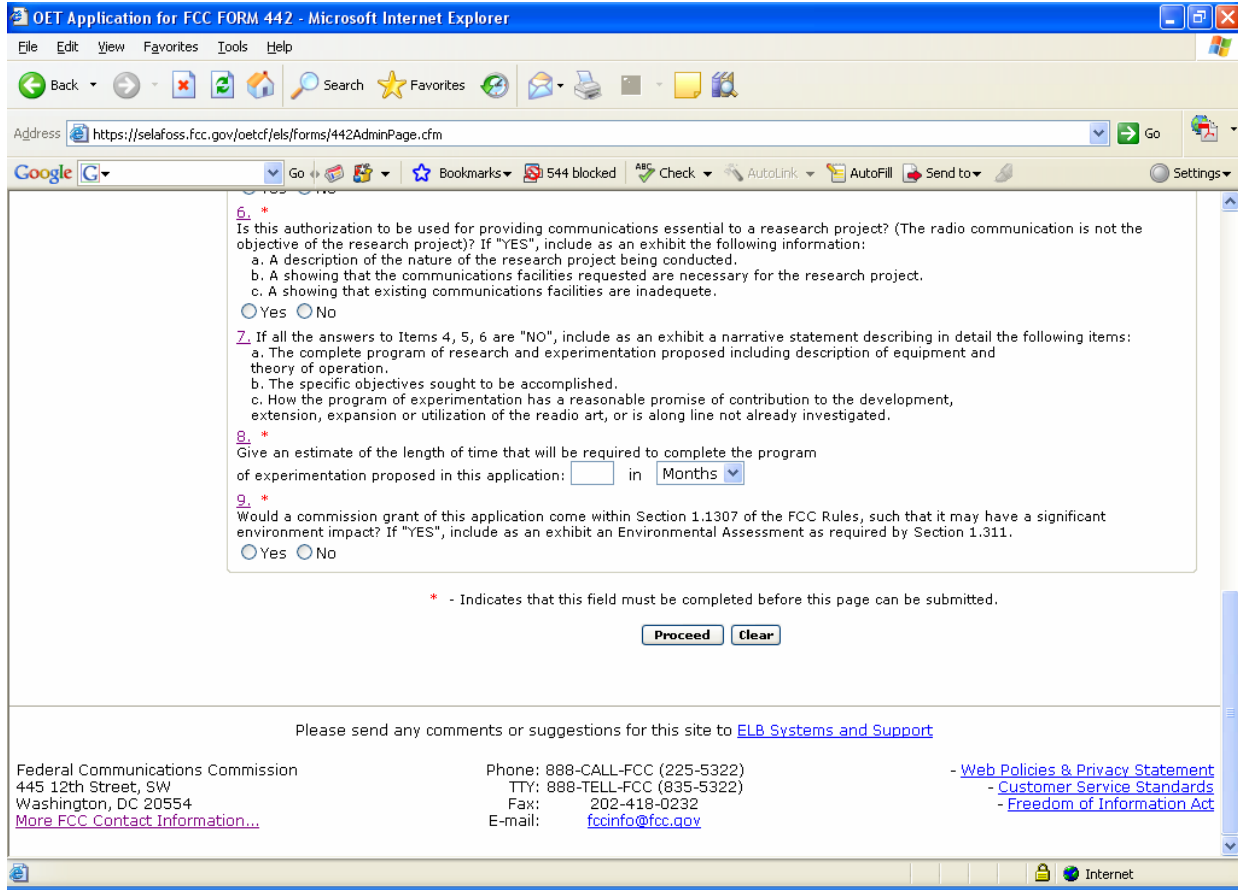 OET Application for FCC FORM 442 - Microsoft Internet Explorer
File Edit View Favorites Tools Help
Back Search Favorites
Address https://selafoss.fcc.gov/oetcf/els/forms/442AdminPage.cfm Go
Google G Go Bookmarks 544 blocked ABC Check AutoLink AutoFill Send to Settings
Yes No
6. *
Is this authorization to be used for providing communications essential to a reasearch project? (The radio communication is not the
objective of the research project)? If "YES", include as an exhibit the following information:
a. A description of the nature of the research project being conducted.
b. A showing that the communications facilities requested are necessary for the research project.
c. A showing that existing communications facilities are inadequete.
Yes No
7. If all the answers to Items 4, 5, 6 are "NO", include as an exhibit a narrative statement describing in detail the following items:
a. The complete program of research and experimentation proposed including description of equipment and
theory of operation.
b. The specific objectives sought to be accomplished.
c. How the program of experimentation has a reasonable promise of contribution to the development,
extension, expansion or utilization of the readio art, or is along line not already investigated.
8. *
Give an estimate of the length of time that will be required to complete the program
of experimentation proposed in this application: in Months
9. *
Would a commission grant of this application come within Section 1.1307 of the FCC Rules, such that it may have a significant
environment impact? If "YES", include as an exhibit an Environmental Assessment as required by Section 1.311.
Yes No
* - Indicates that this field must be completed before this page can be submitted.
Proceed Clear
Please send any comments or suggestions for this site to ELB Systems and Support
Federal Communications Commission Phone: 888-CALL-FCC (225-5322) - Web Policies & Privacy Statement
445 12th Street, SW TTY: 888-TELL-FCC (835-5322) - Customer Service Standards
Washington, DC 20554 Fax: 202-418-0232 - Freedom of Information Act
More FCC Contact Information... E-mail: fccinfo@fcc.gov
Internet